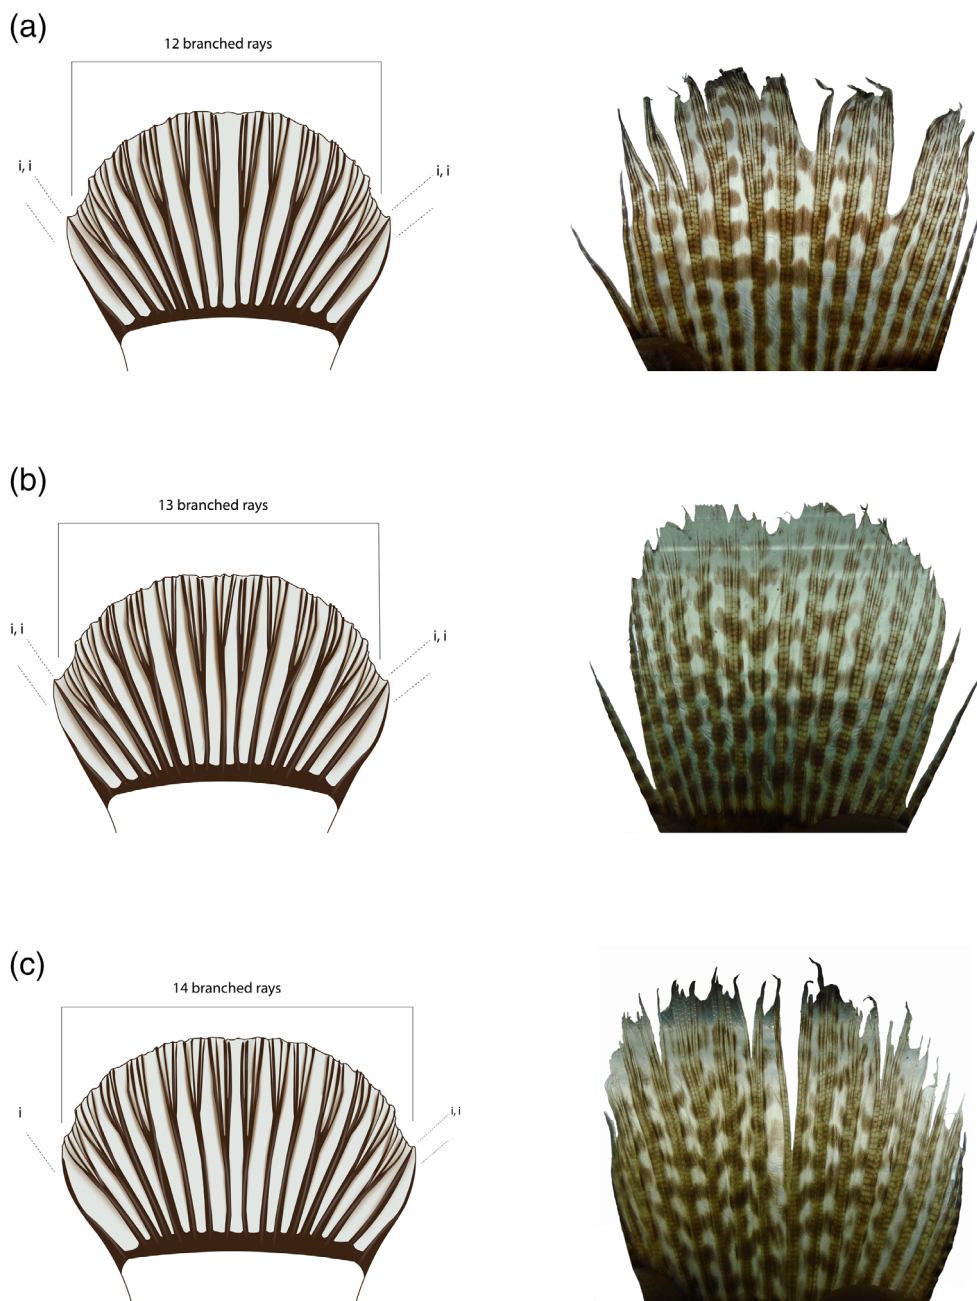 (a)
12 branched rays
i, i
i, i
(b)
13 branched rays
i, i
i, i
(c)
14 branched rays
i
i, i